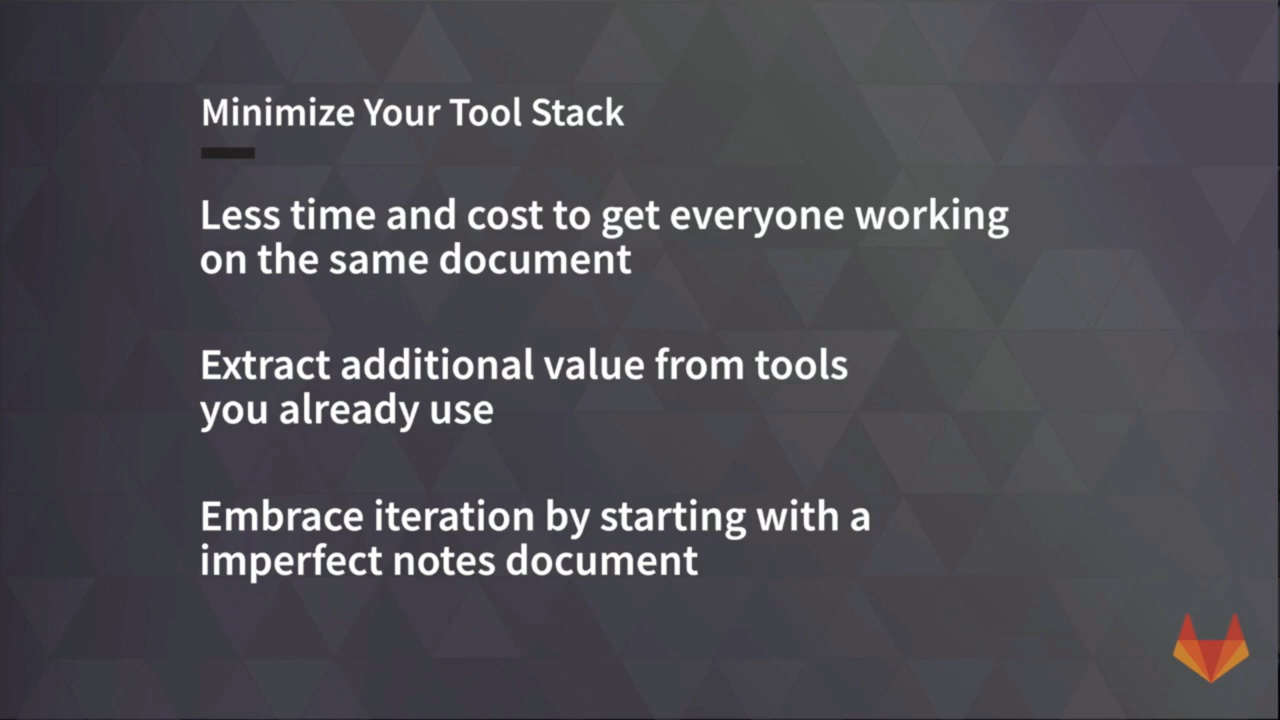 Minimize Your Tool Stack
Less time and cost to get everyone working
on the same document
Extract additional value from tools
you already use
Embrace iteration by starting with a
imperfect notes document